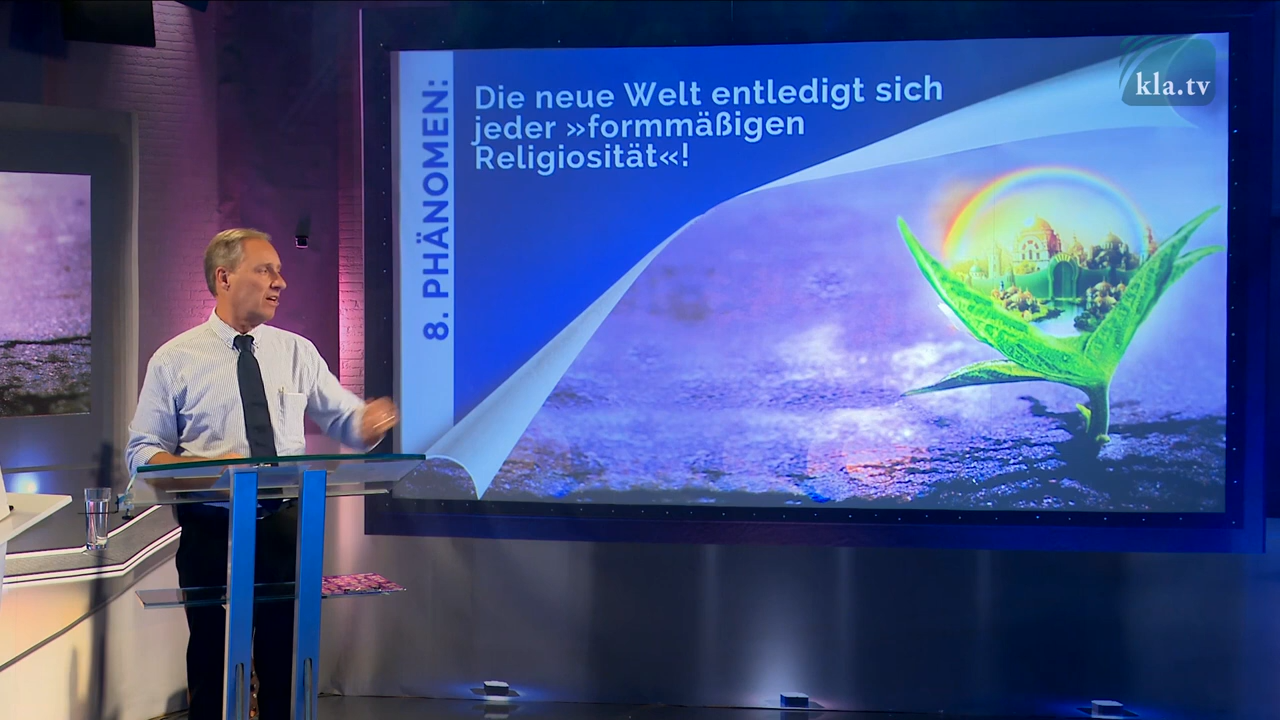 kla.tv
8. PHÄNOMEN:
Die neue Welt entledigt sich
jeder »formmäßigen
Religiosität«!